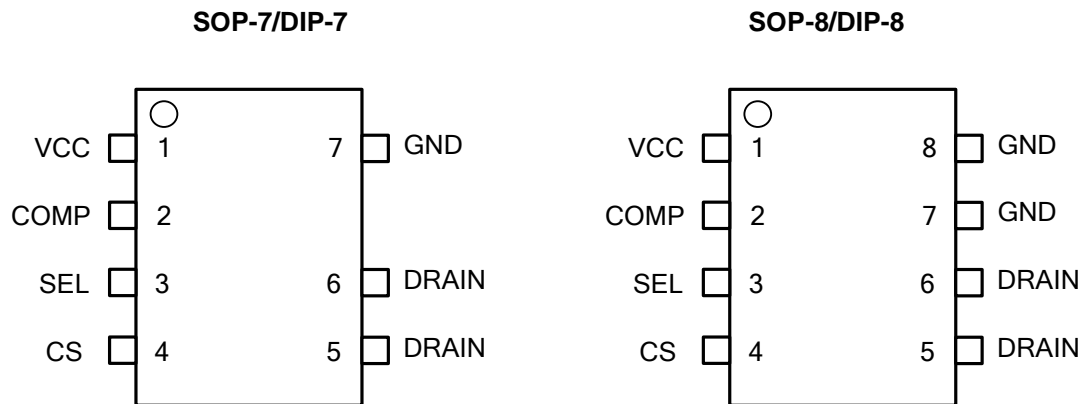 SOP-7/DIP-7
VCC 1 7 GND
COMP 2
SEL 3 6 DRAIN
CS 4 5 DRAIN
SOP-8/DIP-8
VCC 1 8 GND
COMP 2 7 GND
SEL 3 6 DRAIN
CS 4 5 DRAIN